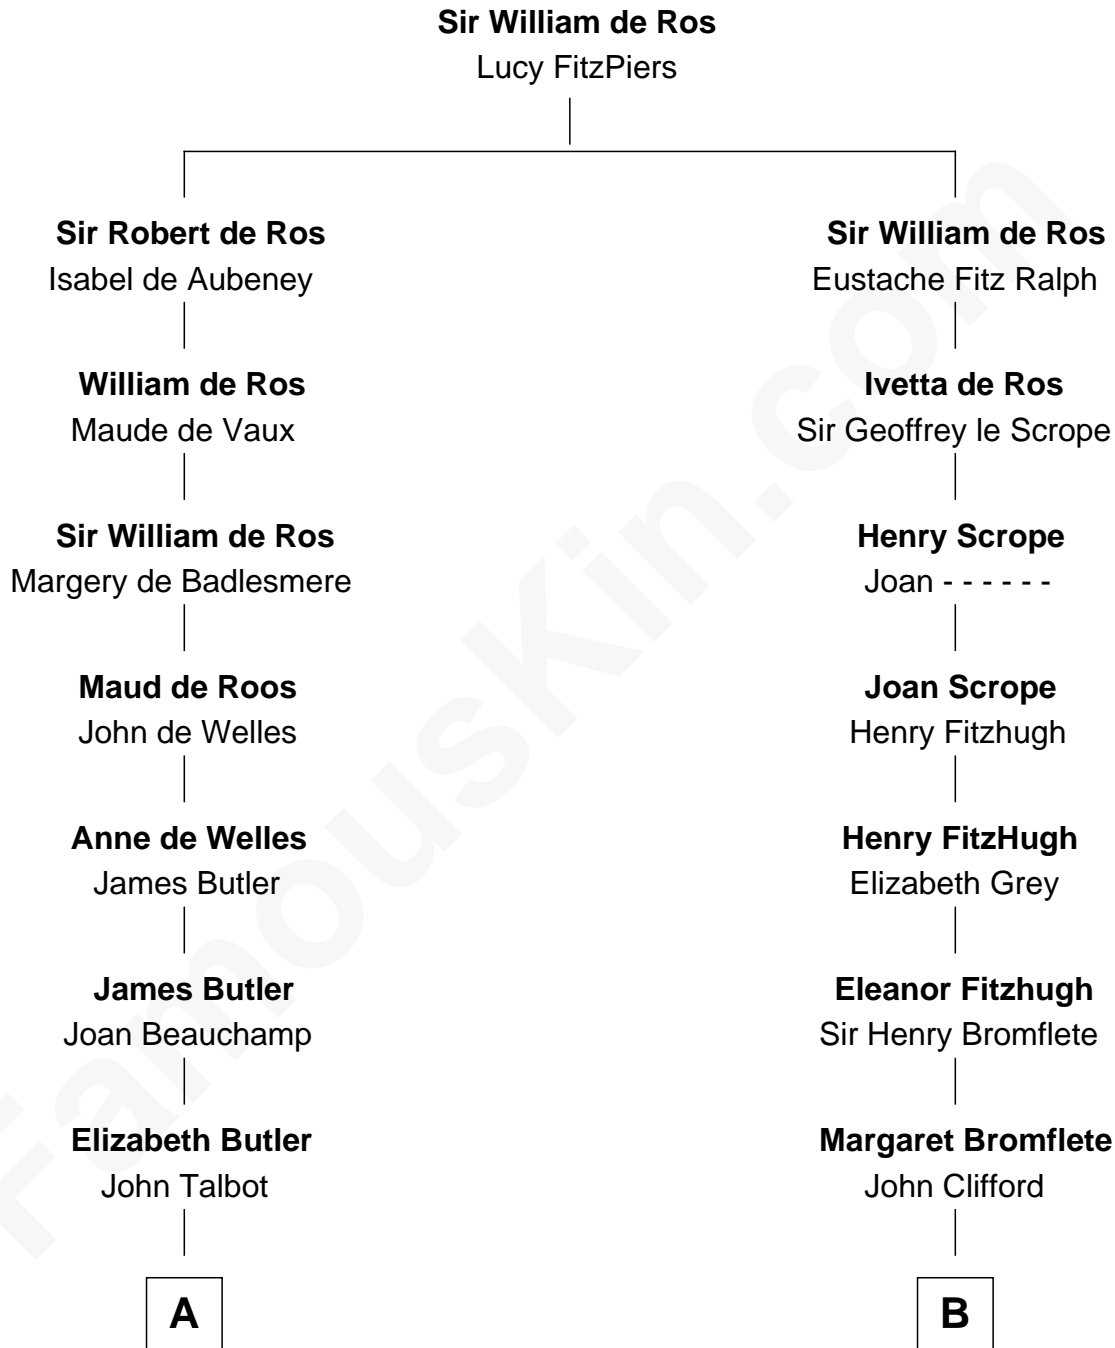 Sir William de Ros
Lucy FitzPiers
Sir Robert de Ros
Isabel de Aubeney
William de Ros
Maude de Vaux
Sir William de Ros
Margery de Badlesmere
Maud de Roos
John de Welles
Anne de Welles
James Butler
James Butler
Joan Beauchamp
Elizabeth Butler
John Talbot
A
Sir William de Ros
Eustache Fitz Ralph
Ivetta de Ros
Sir Geoffrey le Scrope
Henry Scrope
Joan - - - - - -
Joan Scrope
Henry Fitzhugh
Henry FitzHugh
Elizabeth Grey
Eleanor Fitzhugh
Sir Henry Bromflete
Margaret Bromflete
John Clifford
B
FamousKin.com